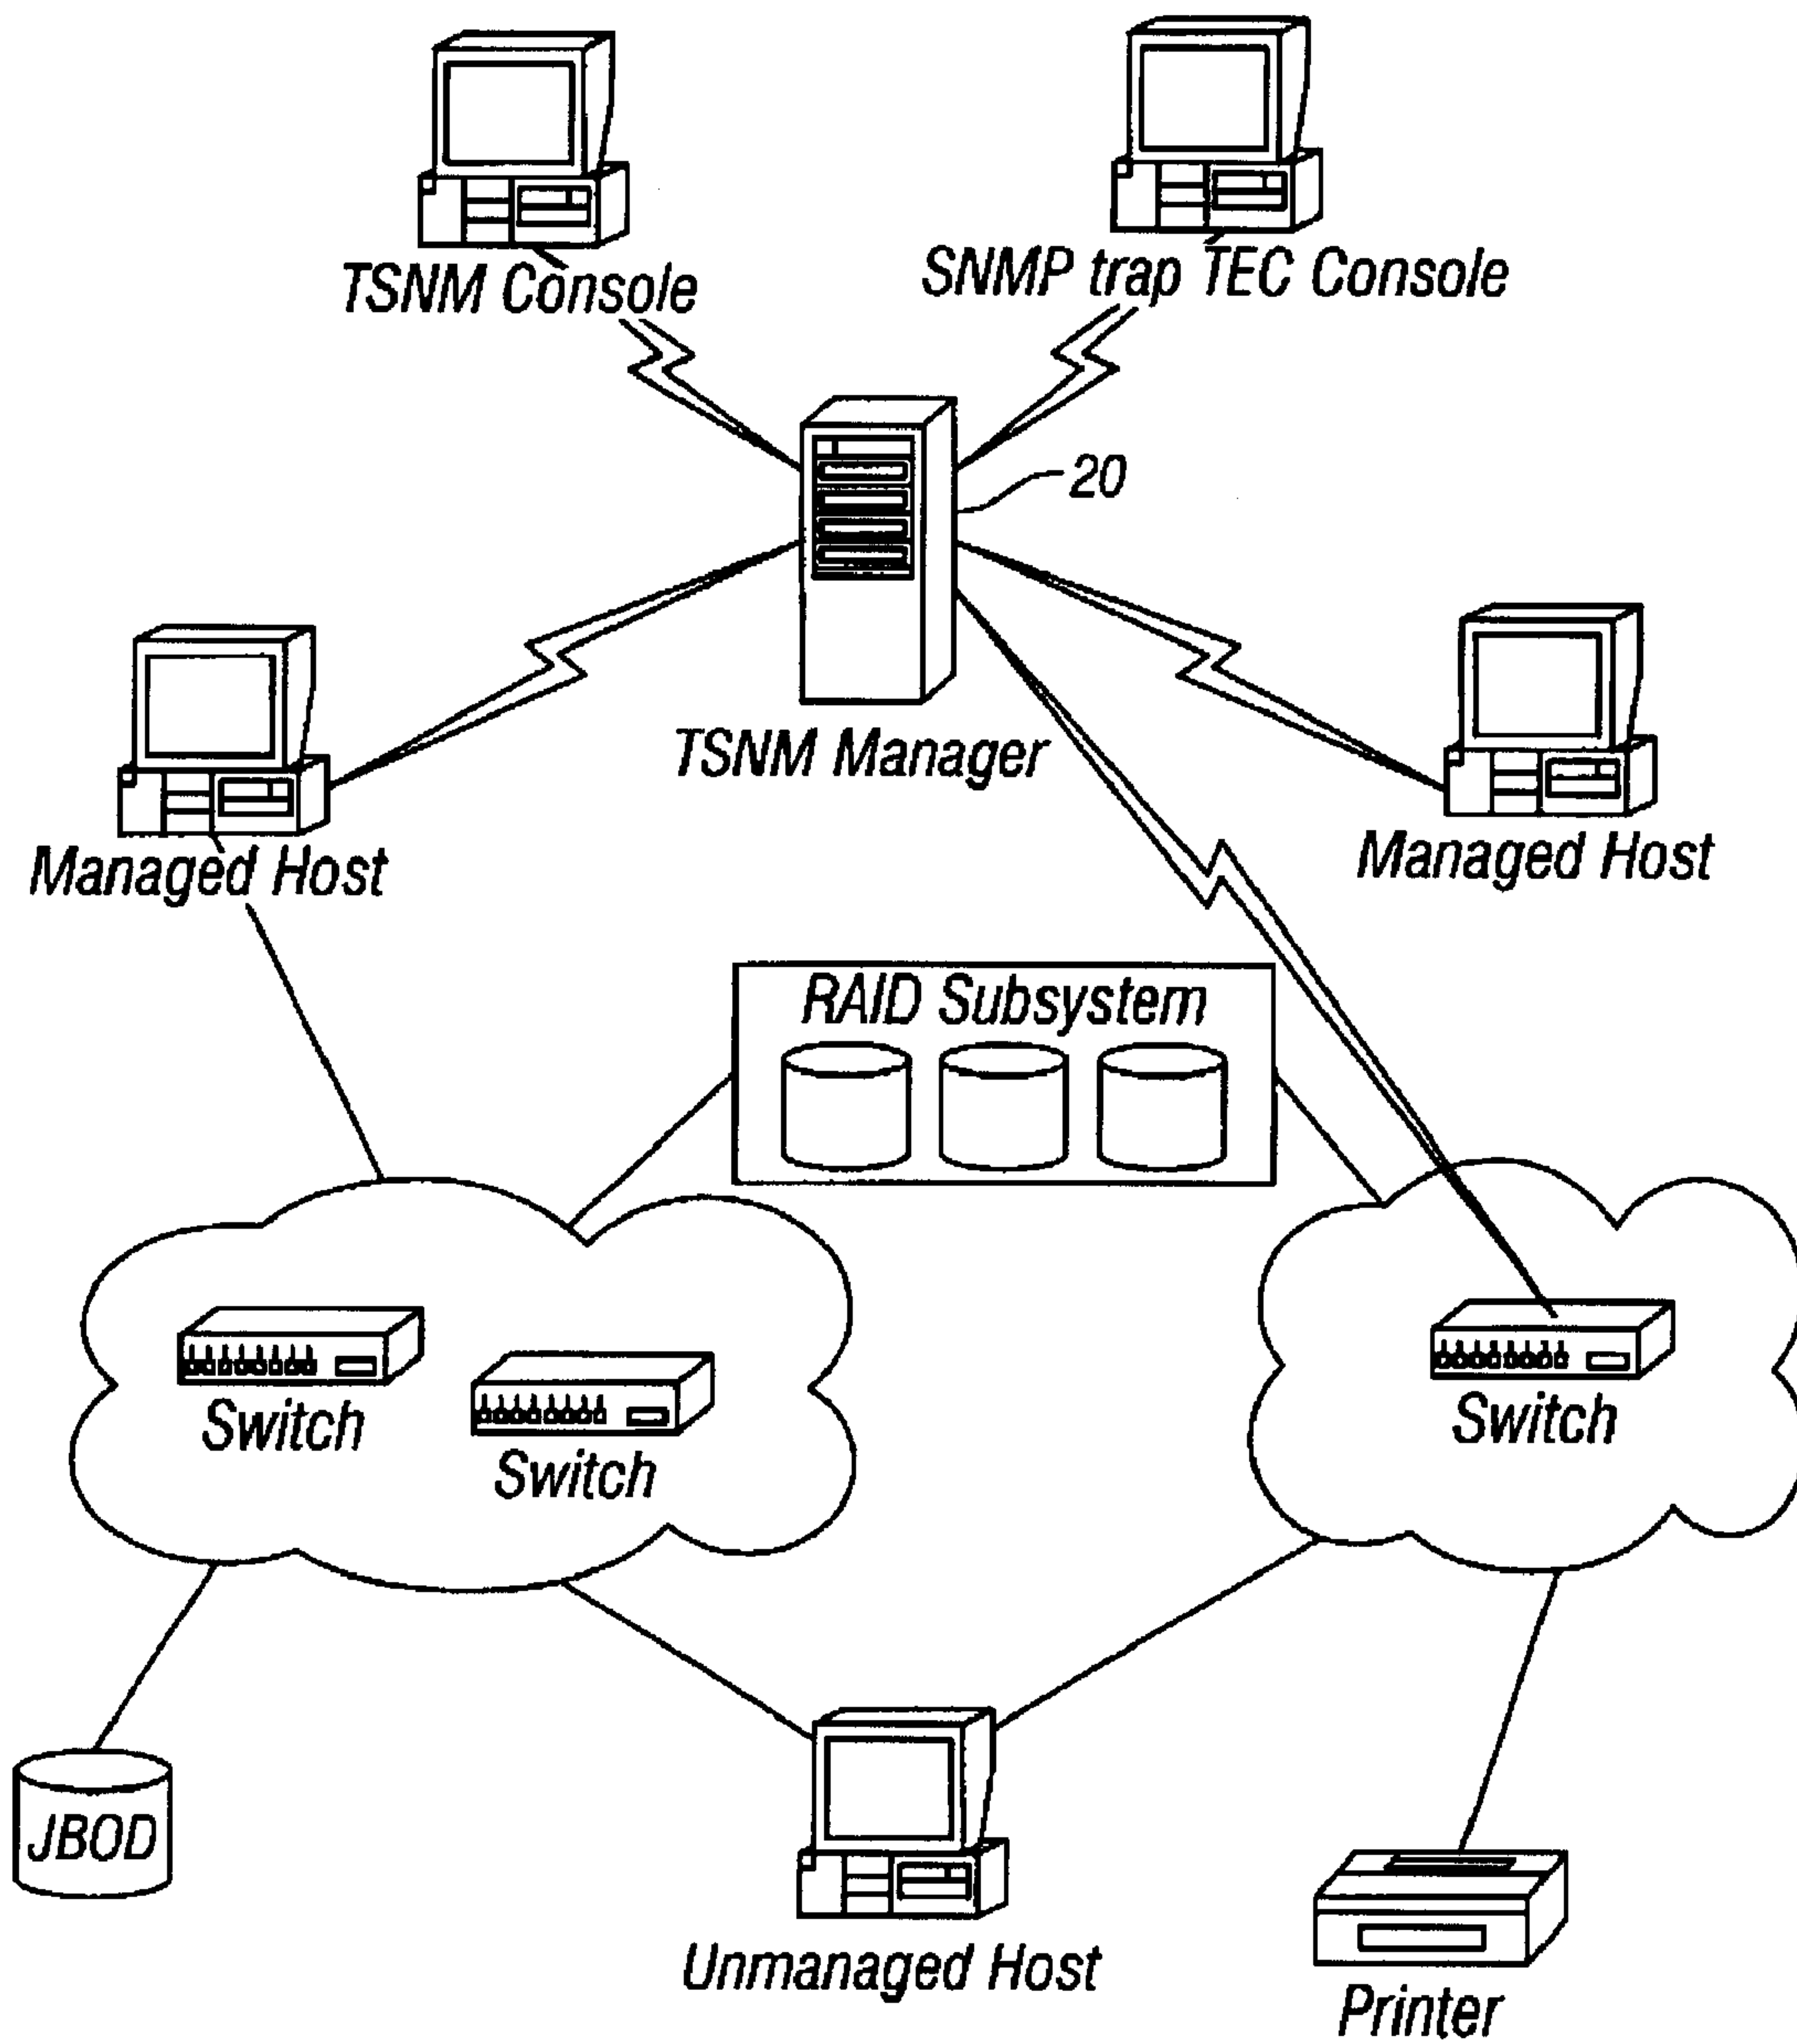 TSNM Console
SNMP trap TEC Console
20
TSNM Manager
Managed Host
Managed Host
RAID Subsystem
Switch
Switch
Switch
JBOD
Unmanaged Host
Printer